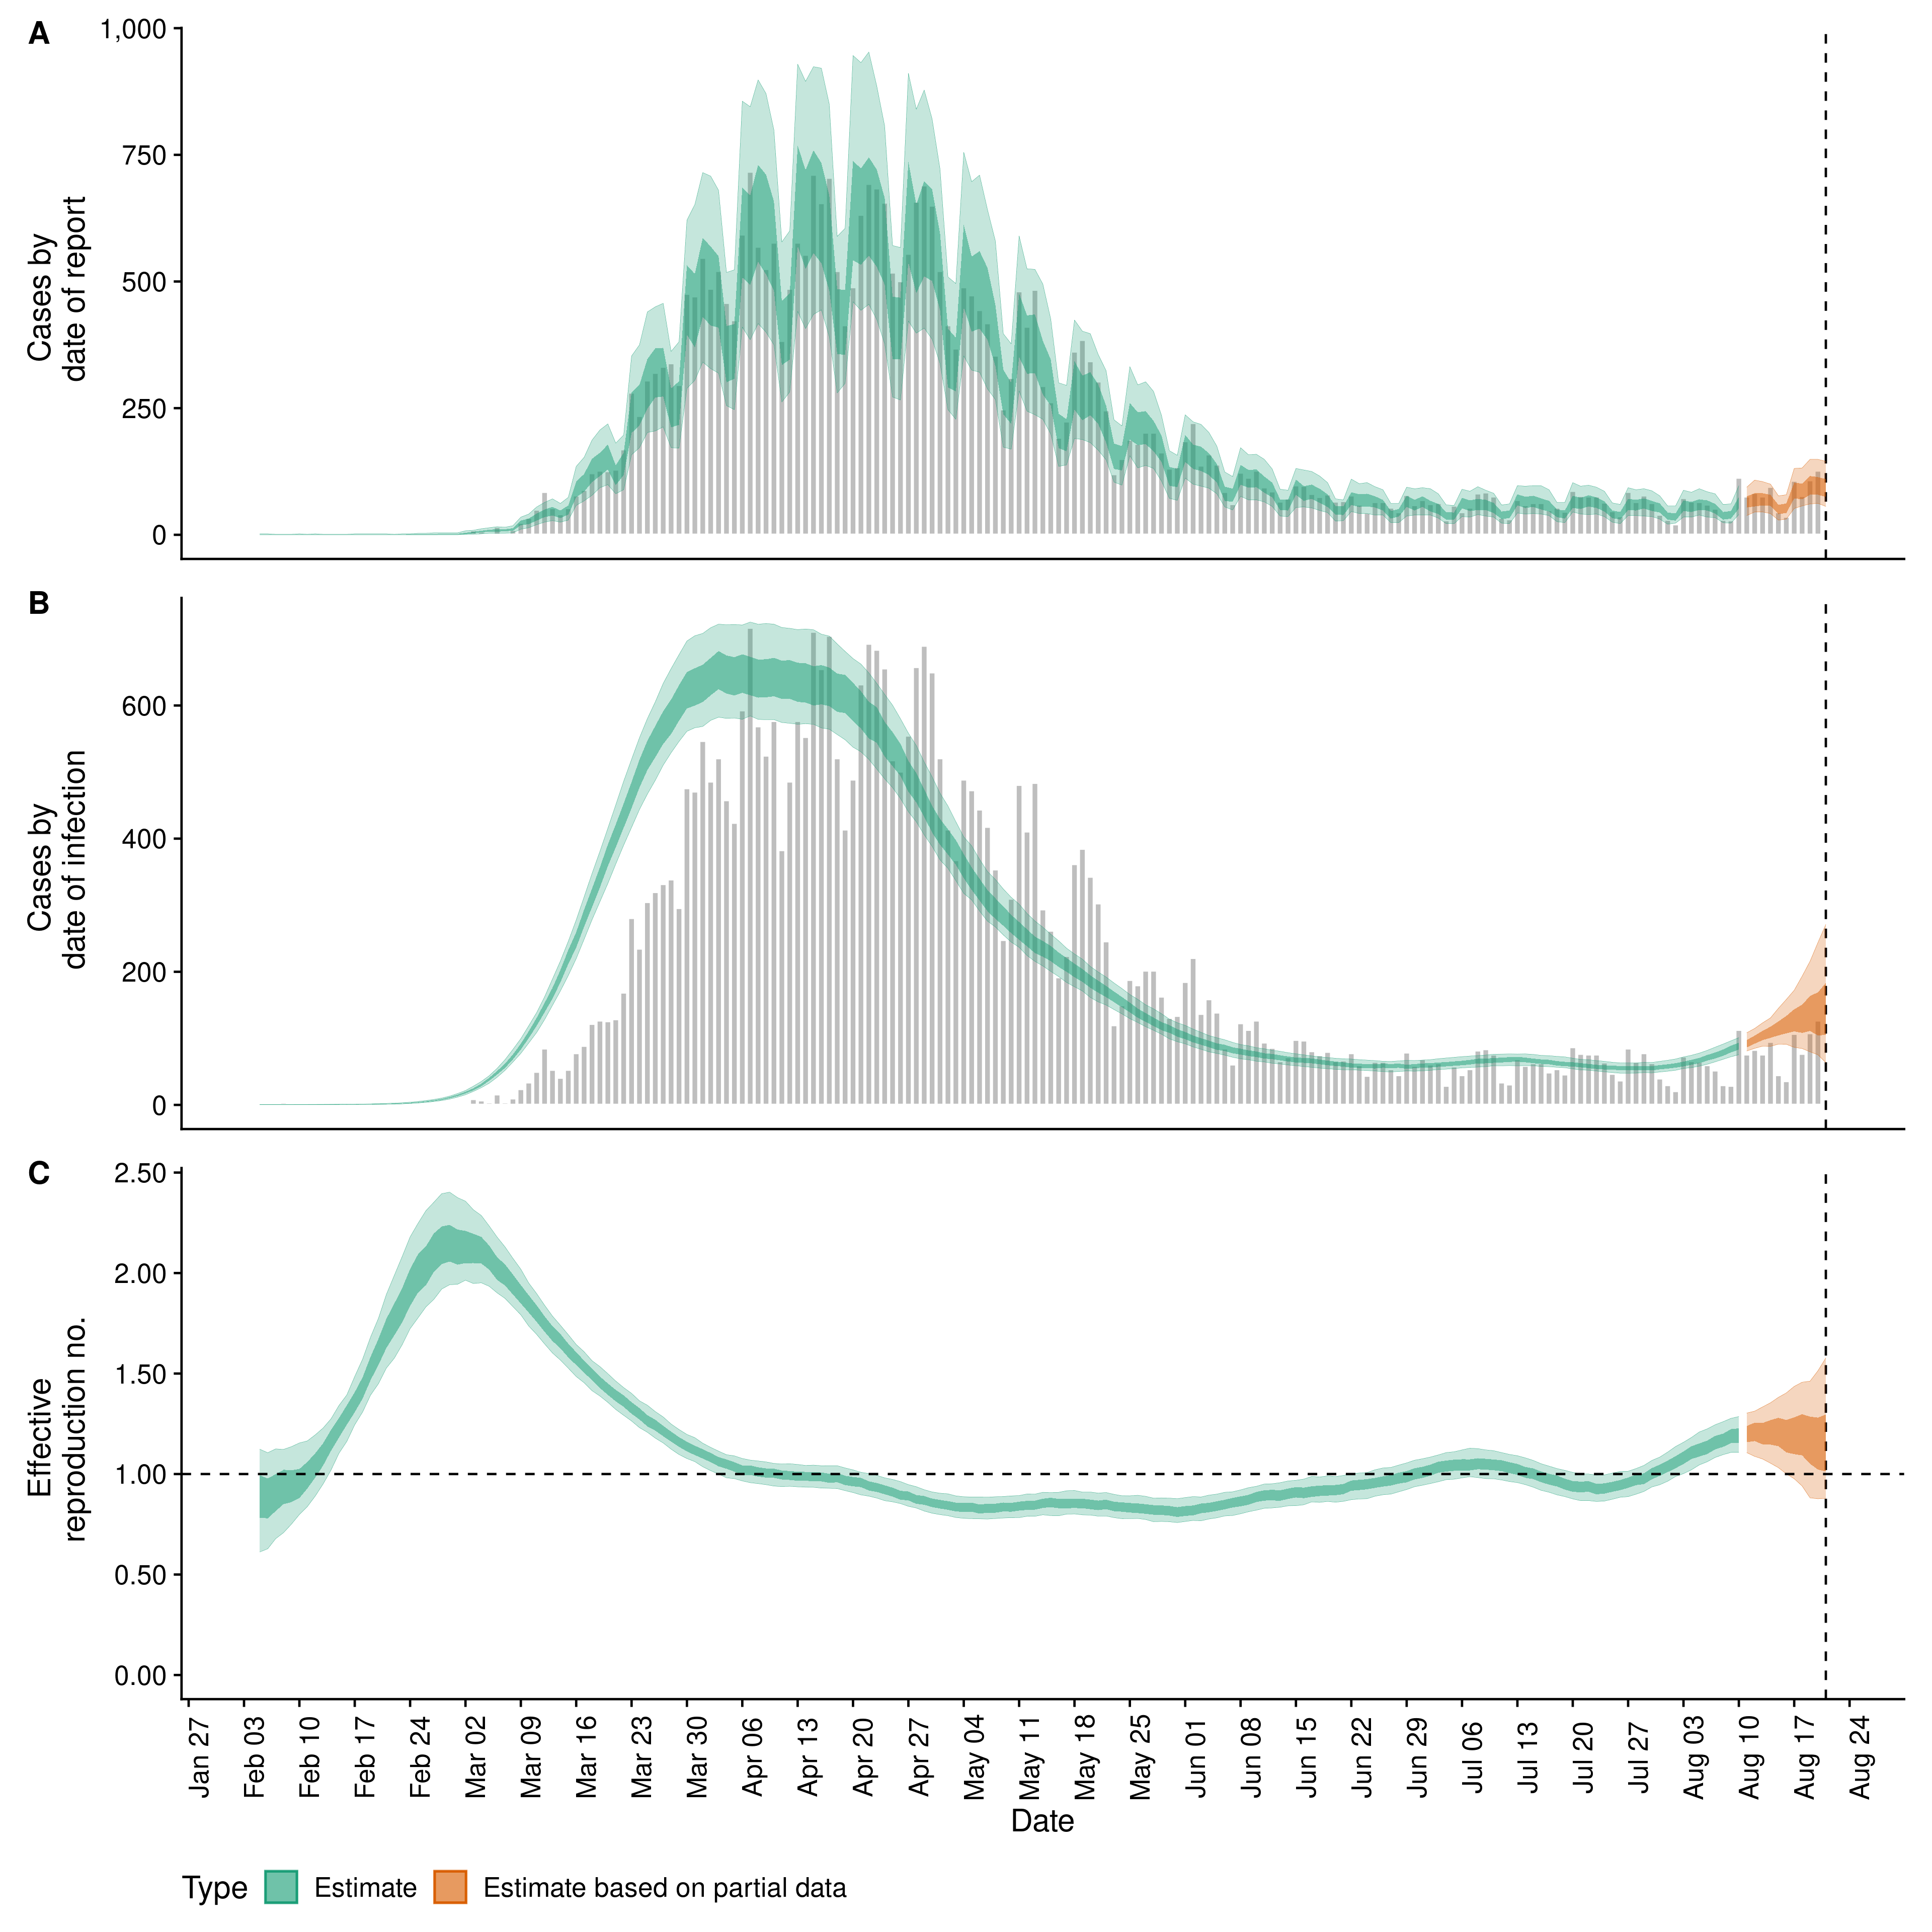 A
1,000
750
500
250
0
Cases by
date of report
B
600
400
200
0
Cases by
date of infection
C
2.50
2.00
1.50
1.00
0.50
0.00
Effective
reproduction no.
Jan 27
Feb 03
Feb 10
Feb 17
Feb 24
Mar 02
Mar 09
Mar 16
Mar 23
Mar 30
Apr 06
Apr 13
Apr 20
Apr 27
May 04
May 11
May 18
May 25
Jun 01
Jun 08
Jun 15
Jun 22
Jun 29
Jul 06
Jul 13
Jul 20
Jul 27
Aug 03
Aug 10
Aug 17
Aug 24
Date
Type Estimate Estimate based on partial data